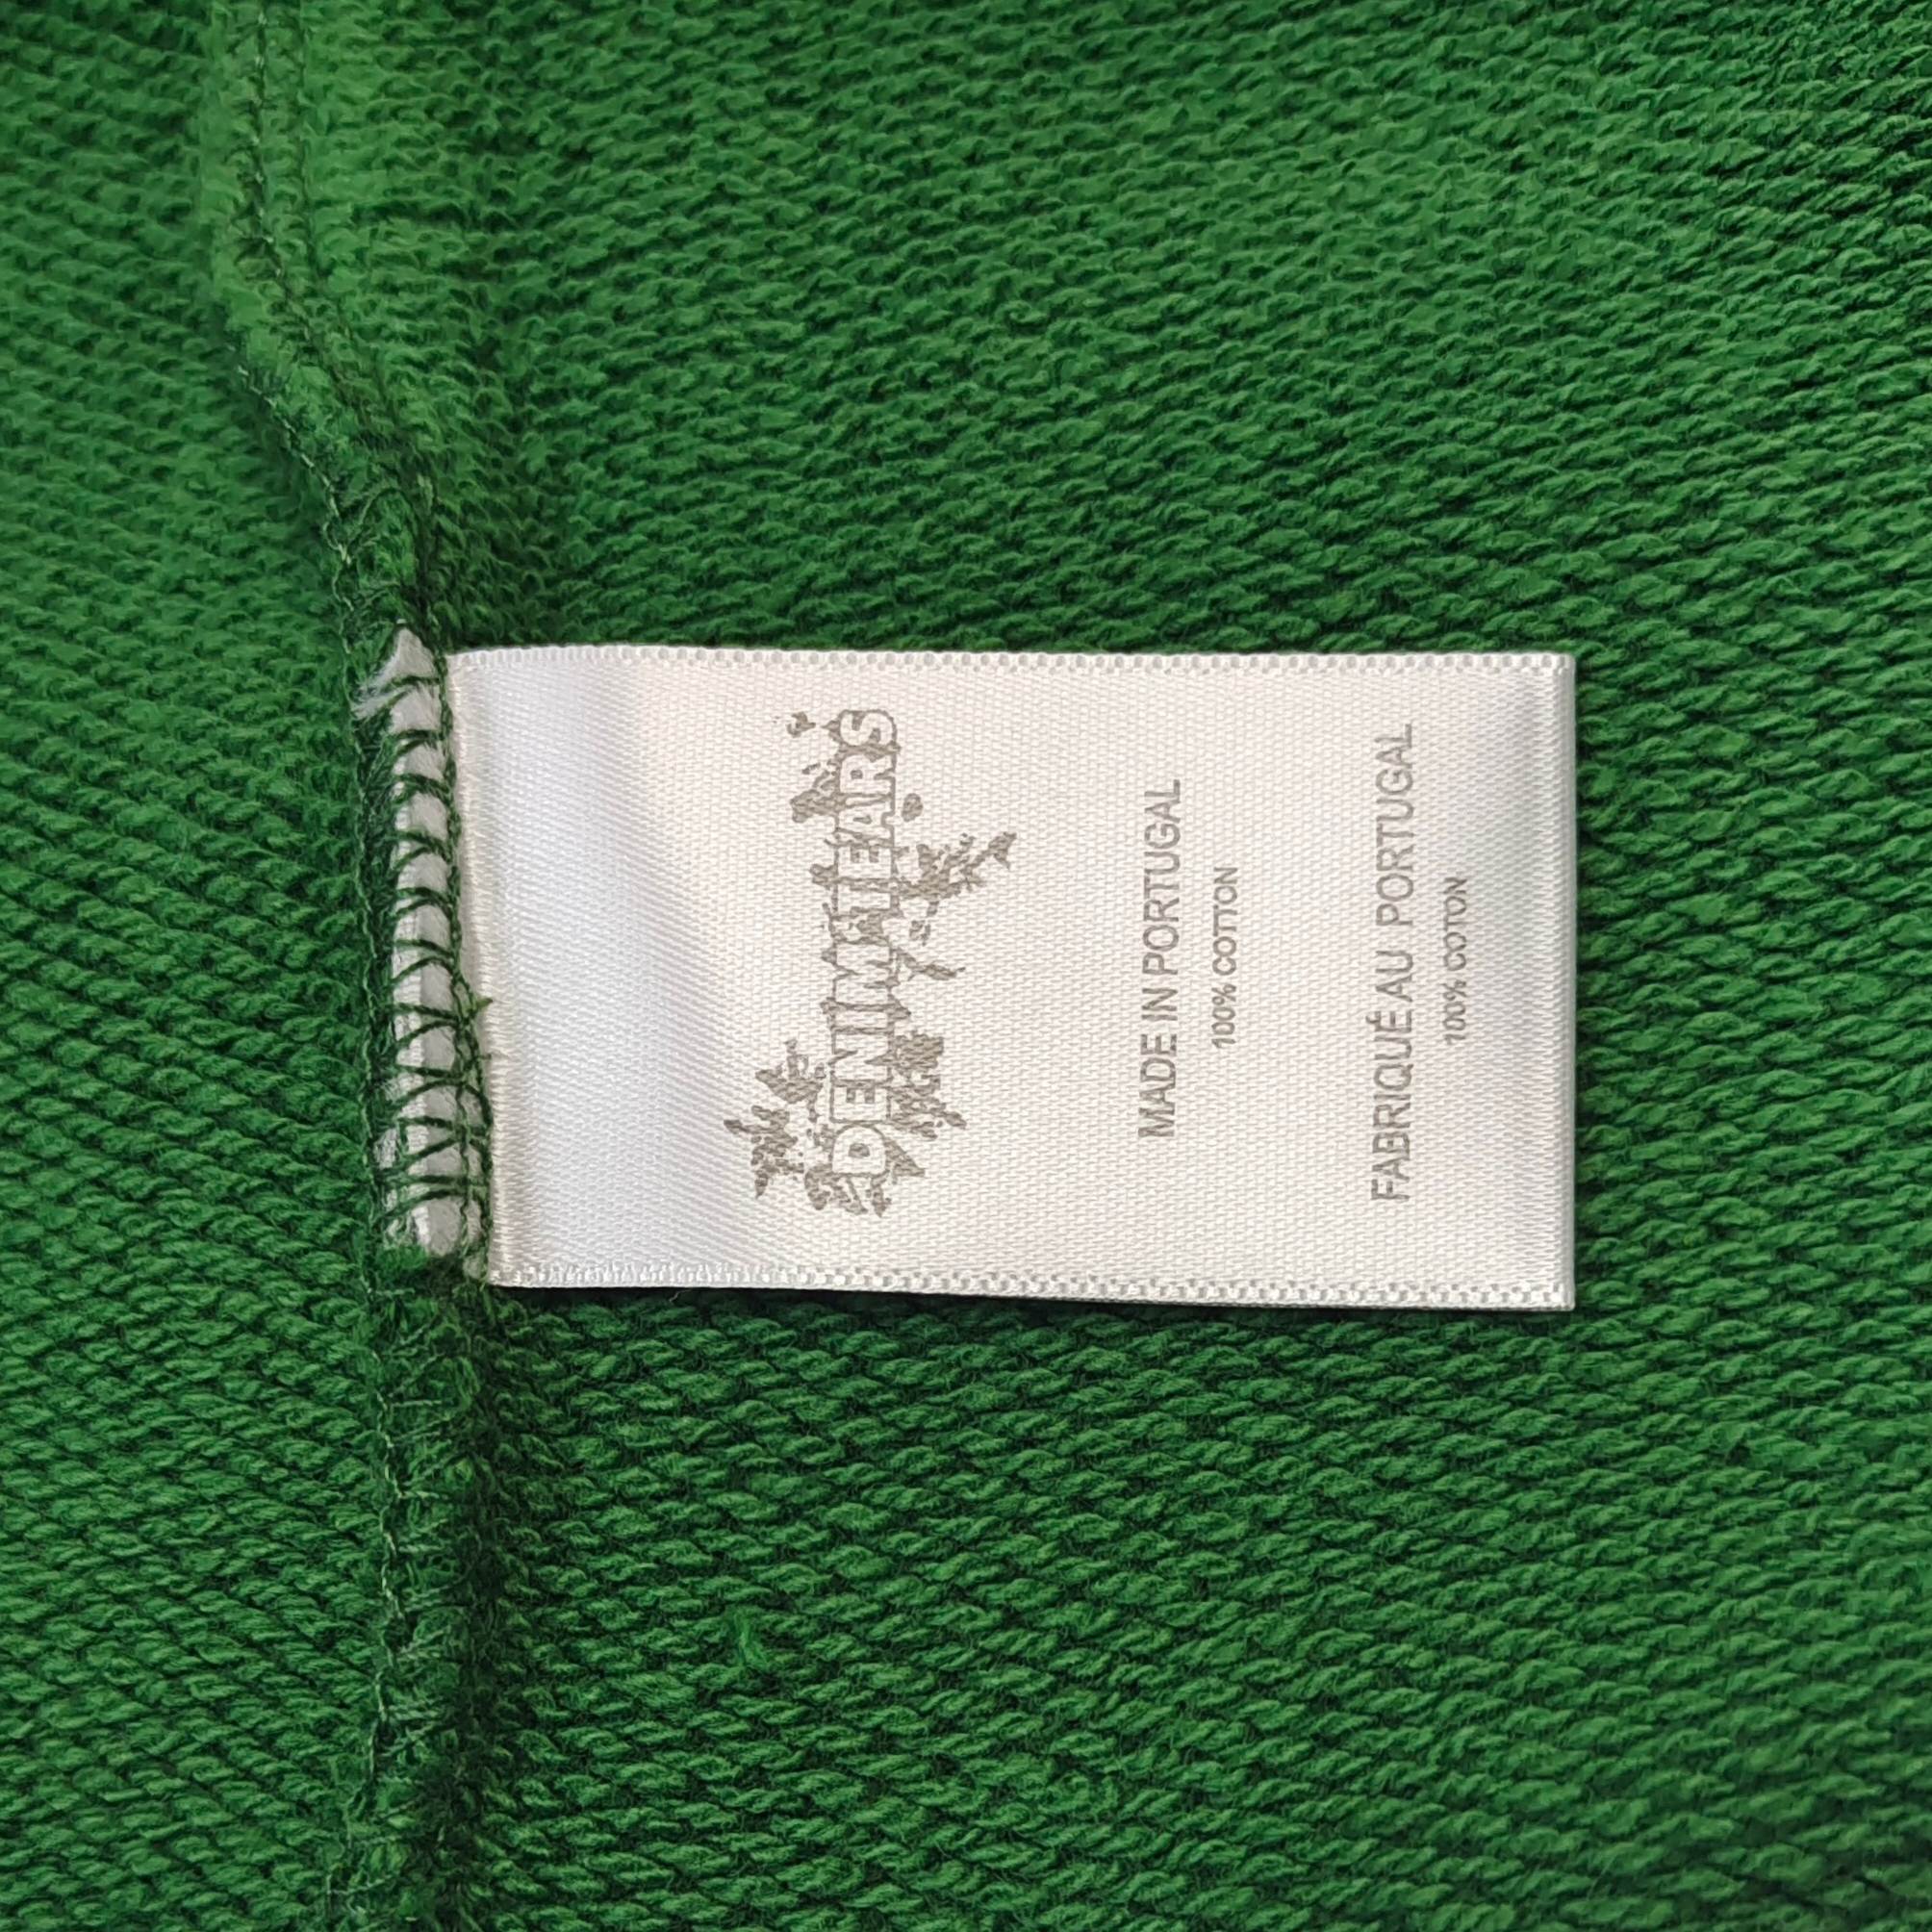 DENIM TEARS
MADE IN PORTUGAL
100% COTTON
FABRIQUÉ AU PORTUGAL
100% COTON